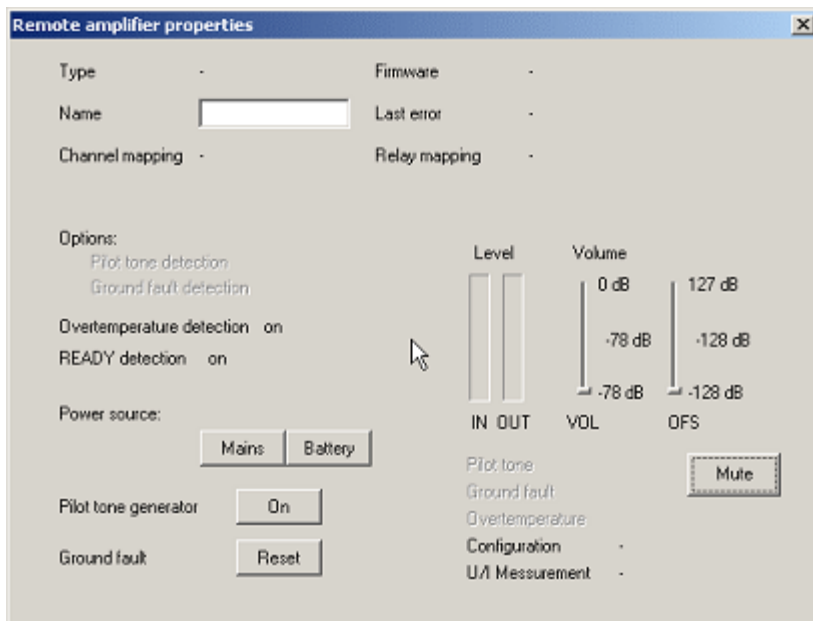 Remote amplifier properties
Type - Firmware -
Name Last error -
Channel mapping - Relay mapping -
Options:
Pilot tone detection
Ground fault detection
Overtemperature detection on
READY detection on
Power source:
Mains Battery
Pilot tone generator On
Ground fault Reset
Level Volume
0 dB 127 dB
-78 dB -128 dB
-78 dB -128 dB
IN OUT VOL OFS
Pilot tone
Ground fault
Overtemperature
Mute
Configuration -
U/I Messurement -